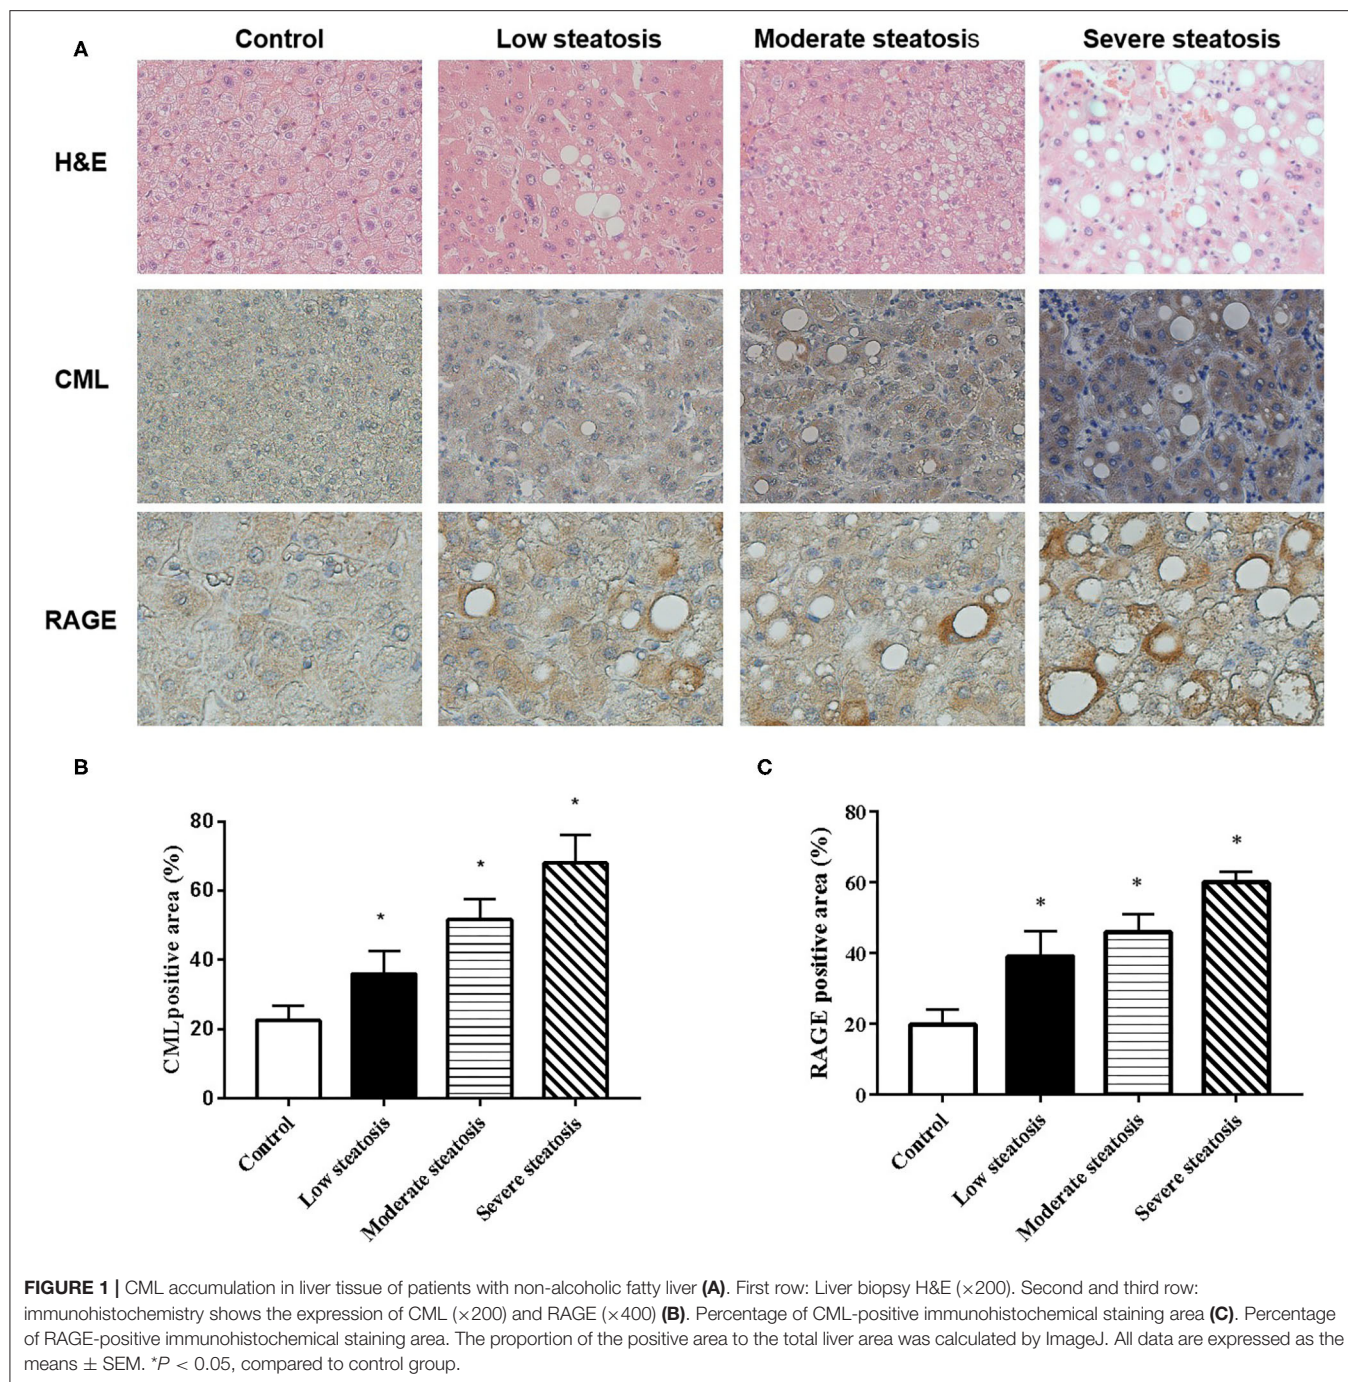 A
Control
Low steatosis
Moderate steatosis
Severe steatosis
H&E
CML
RAGE
B
CML positive area (%)
80
60
40
20
0
*
*
*
Control
Low steatosis
Moderate steatosis
Severe steatosis
C
RAGE positive area (%)
80
60
40
20
0
*
*
*
Control
Low steatosis
Moderate steatosis
Severe steatosis
FIGURE 1 | CML accumulation in liver tissue of patients with non-alcoholic fatty liver (A). First row: Liver biopsy H&E (×200). Second and third row:
immunohistochemistry shows the expression of CML (×200) and RAGE (×400) (B). Percentage of CML-positive immunohistochemical staining area (C). Percentage
of RAGE-positive immunohistochemical staining area. The proportion of the positive area to the total liver area was calculated by ImageJ. All data are expressed as the
means ± SEM. *P < 0.05, compared to control group.